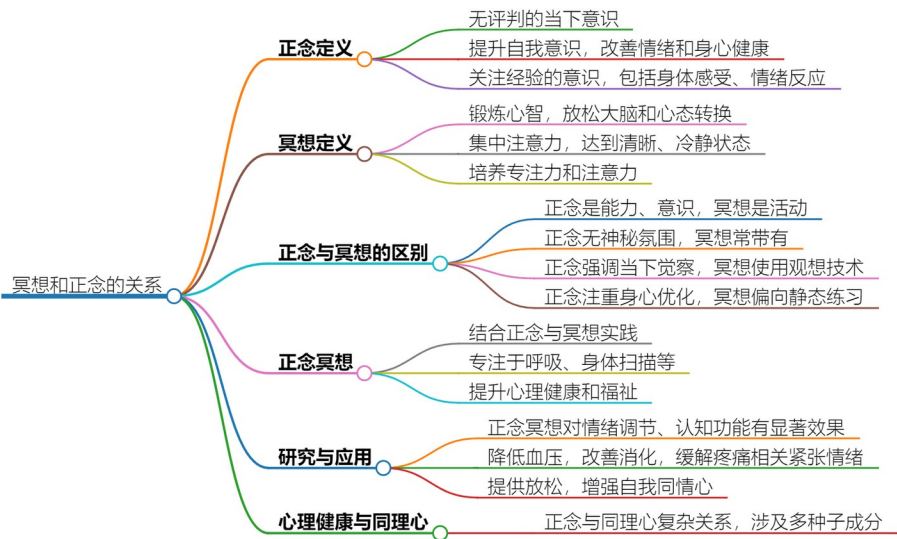 冥想和正念的关系
正念定义
无评判的当下意识
提升自我意识，改善情绪和身心健康
关注经验的意识，包括身体感受、情绪反应
冥想定义
锻炼心智，放松大脑和心态转换
集中注意力，达到清晰、冷静状态
培养专注力和注意力
正念与冥想的区别
正念是能力、意识，冥想是活动
正念无神秘氛围，冥想常带有
正念强调当下觉察，冥想使用观想技术
正念注重身心优化，冥想偏向静态练习
正念冥想
结合正念与冥想实践
专注于呼吸、身体扫描等
提升心理健康和福祉
研究与应用
正念冥想对情绪调节、认知功能有显著效果
降低血压，改善消化，缓解疼痛相关紧张情绪
提供放松，增强自我同情心
心理健康与同理心
正念与同理心复杂关系，涉及多种子成分